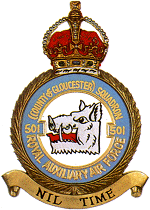 (COUNTY of GLOUCESTER) SQUADRON
501 501
ROYAL AUXILIARY AIR FORCE
NIL TIME